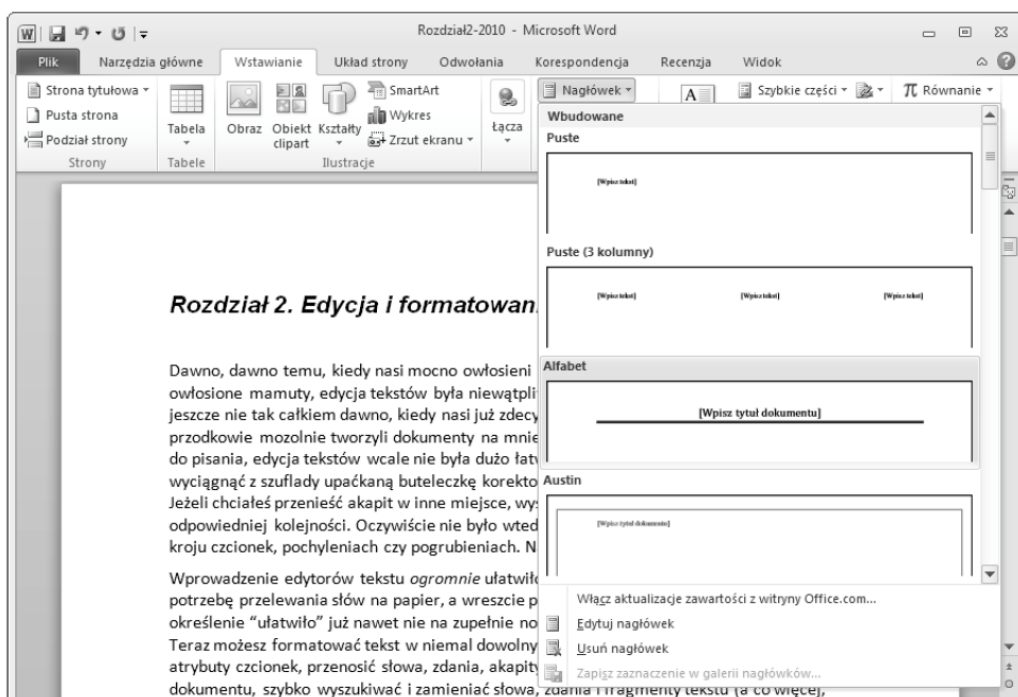 Rozdział2-2010 - Microsoft Word
Plik Narzędzia główne Wstawianie Układ strony Odwołania Korespondencja Recenzja Widok
Strona tytułowa
Pusta strona
Podział strony
Strony
Tabela
Tabele
Obraz
Obiekt clipart
Kształty
SmartArt
Wykres
Zrzut ekranu
Ilustracje
Łącza
Nagłówek
A
Szybkie części
π Równanie
Wbudowane
Puste
[Wpisz tekst]
Puste (3 kolumny)
[Wpisz tekst] [Wpisz tekst] [Wpisz tekst]
Alfabet
[Wpisz tytuł dokumentu]
Austin
[Wpisz tytuł dokumentu]
Włącz aktualizacje zawartości z witryny Office.com...
Edytuj nagłówek
Usuń nagłówek
Zapisz zaznaczenie w galerii nagłówków...
Rozdział 2. Edycja i formatowan
Dawno, dawno temu, kiedy nasi mocno owłosieni
owłosione mamuty, edycja tekstów była niewątpli
jeszcze nie tak całkiem dawno, kiedy nasi już zdecy
przodkowie mozolnie tworzyli dokumenty na mnie
do pisania, edycja tekstów wcale nie była dużo łat
wyciągnąć z szuflady upaćkaną buteleczkę korekto
Jeżeli chciałeś przenieść akapit w inne miejsce, wy
odpowiedniej kolejności. Oczywiście nie było wted
kroju czcionek, pochyleniach czy pogrubieniach. N
Wprowadzenie edytorów tekstu ogromnie ułatwiło
potrzebę przelewania słów na papier, a wreszcie p
określenie “ułatwiło” już nawet nie na zupełnie no
Teraz możesz formatować tekst w niemal dowolny
atrybuty czcionek, przenosić słowa, zdania, akapity
dokumentu, szybko wyszukiwać i zamieniać słowa, zdania i fragmenty tekstu (a co więcej,